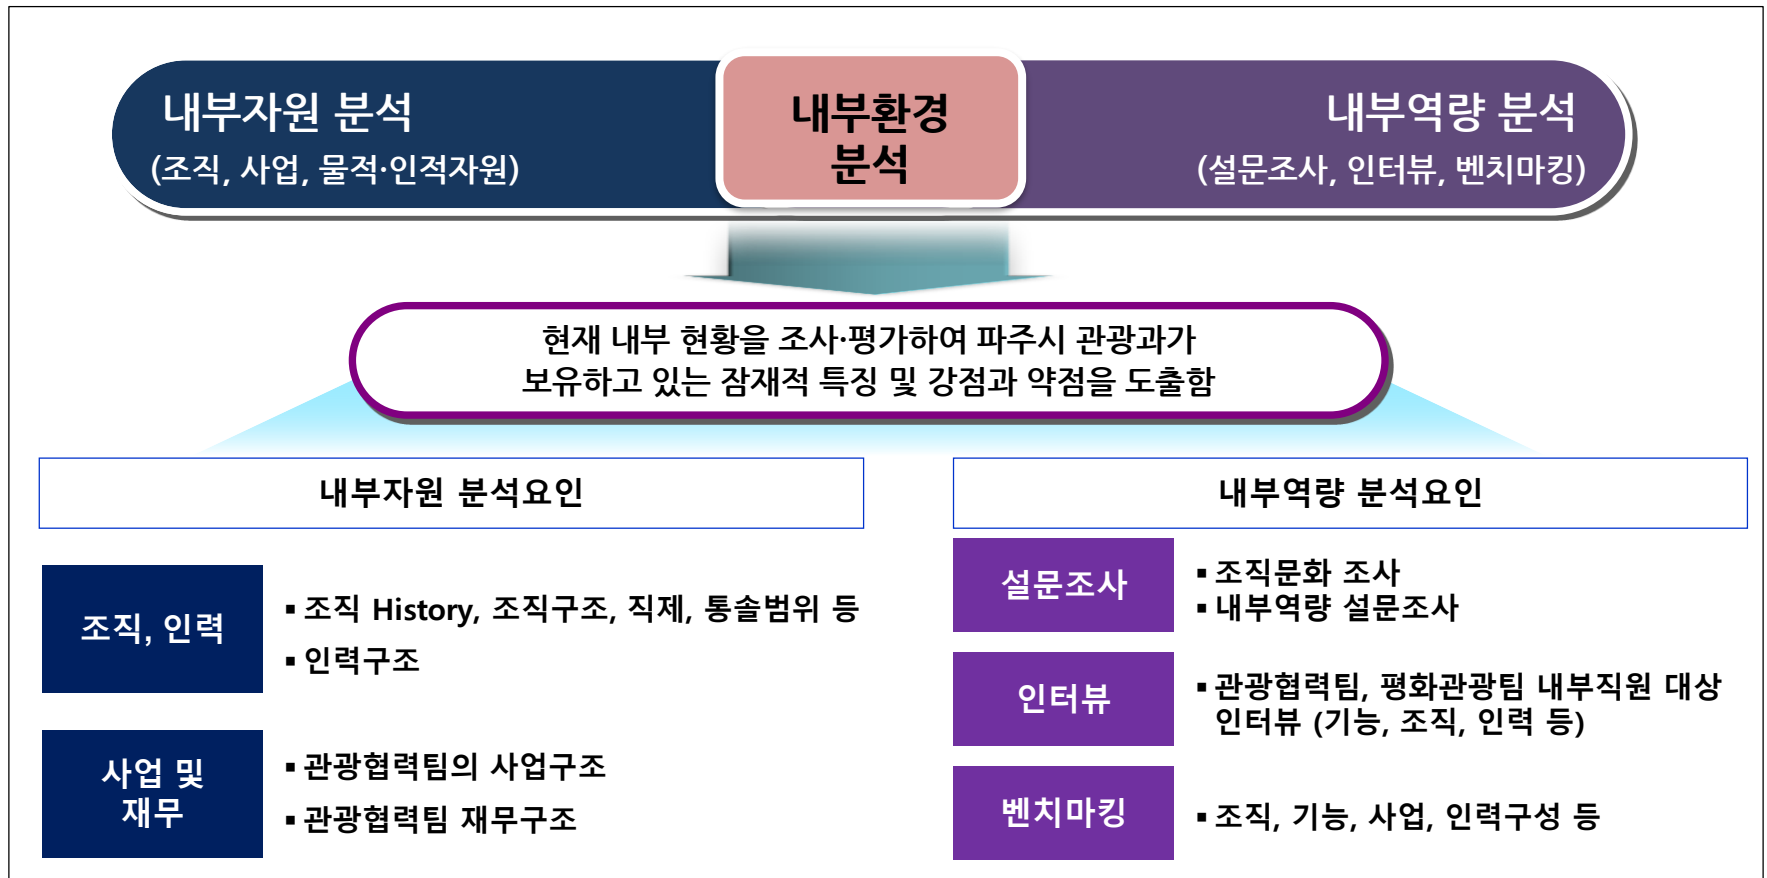 내부자원 분석
(조직, 사업, 물적·인적자원)
내부환경
분석
내부역량 분석
(설문조사, 인터뷰, 벤치마킹)
현재 내부 현황을 조사·평가하여 파주시 관광과가
보유하고 있는 잠재적 특징 및 강점과 약점을 도출함
내부자원 분석요인
조직, 인력
▪ 조직 History, 조직구조, 직제, 통솔범위 등
▪ 인력구조
사업 및
재무
▪ 관광협력팀의 사업구조
▪ 관광협력팀 재무구조
내부역량 분석요인
설문조사
▪ 조직문화 조사
▪ 내부역량 설문조사
인터뷰
▪ 관광협력팀, 평화관광팀 내부직원 대상
인터뷰 (기능, 조직, 인력 등)
벤치마킹
▪ 조직, 기능, 사업, 인력구성 등